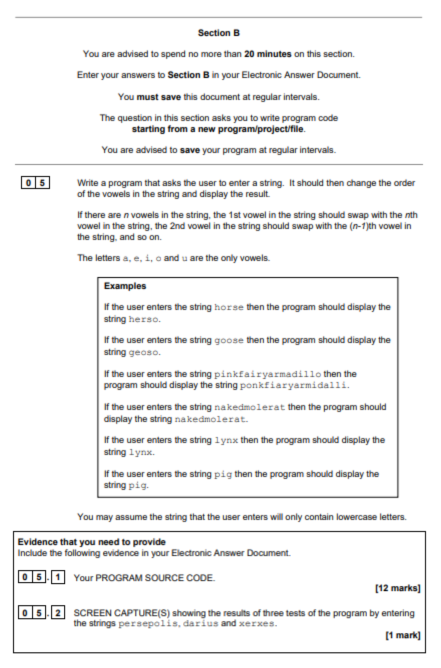 Section B
You are advised to spend no more than 20 minutes on this section.
Enter your answers to Section B in your Electronic Answer Document.
You must save this document at regular intervals.
The question in this section asks you to write program code
starting from a new program/project/file.
You are advised to save your program at regular intervals.
0 5 Write a program that asks the user to enter a string. It should then change the order
of the vowels in the string and display the result.
If there are n vowels in the string, the 1st vowel in the string should swap with the nth
vowel in the string, the 2nd vowel in the string should swap with the (n-1)th vowel in
the string, and so on.
The letters a, e, i, o and u are the only vowels.
Examples
If the user enters the string horse then the program should display the
string herso.
If the user enters the string goose then the program should display the
string geoso.
If the user enters the string pinkfairyarmadillo then the
program should display the string ponkfiaryarmidalli.
If the user enters the string nakedmolerat then the program should
display the string nakedmolerat.
If the user enters the string lynx then the program should display the
string lynx.
If the user enters the string pig then the program should display the
string pig.
You may assume the string that the user enters will only contain lowercase letters.
Evidence that you need to provide
Include the following evidence in your Electronic Answer Document.
0 5 . 1 Your PROGRAM SOURCE CODE.
[12 marks]
0 5 . 2 SCREEN CAPTURE(S) showing the results of three tests of the program by entering
the strings persepolis, darius and xerxes.
[1 mark]